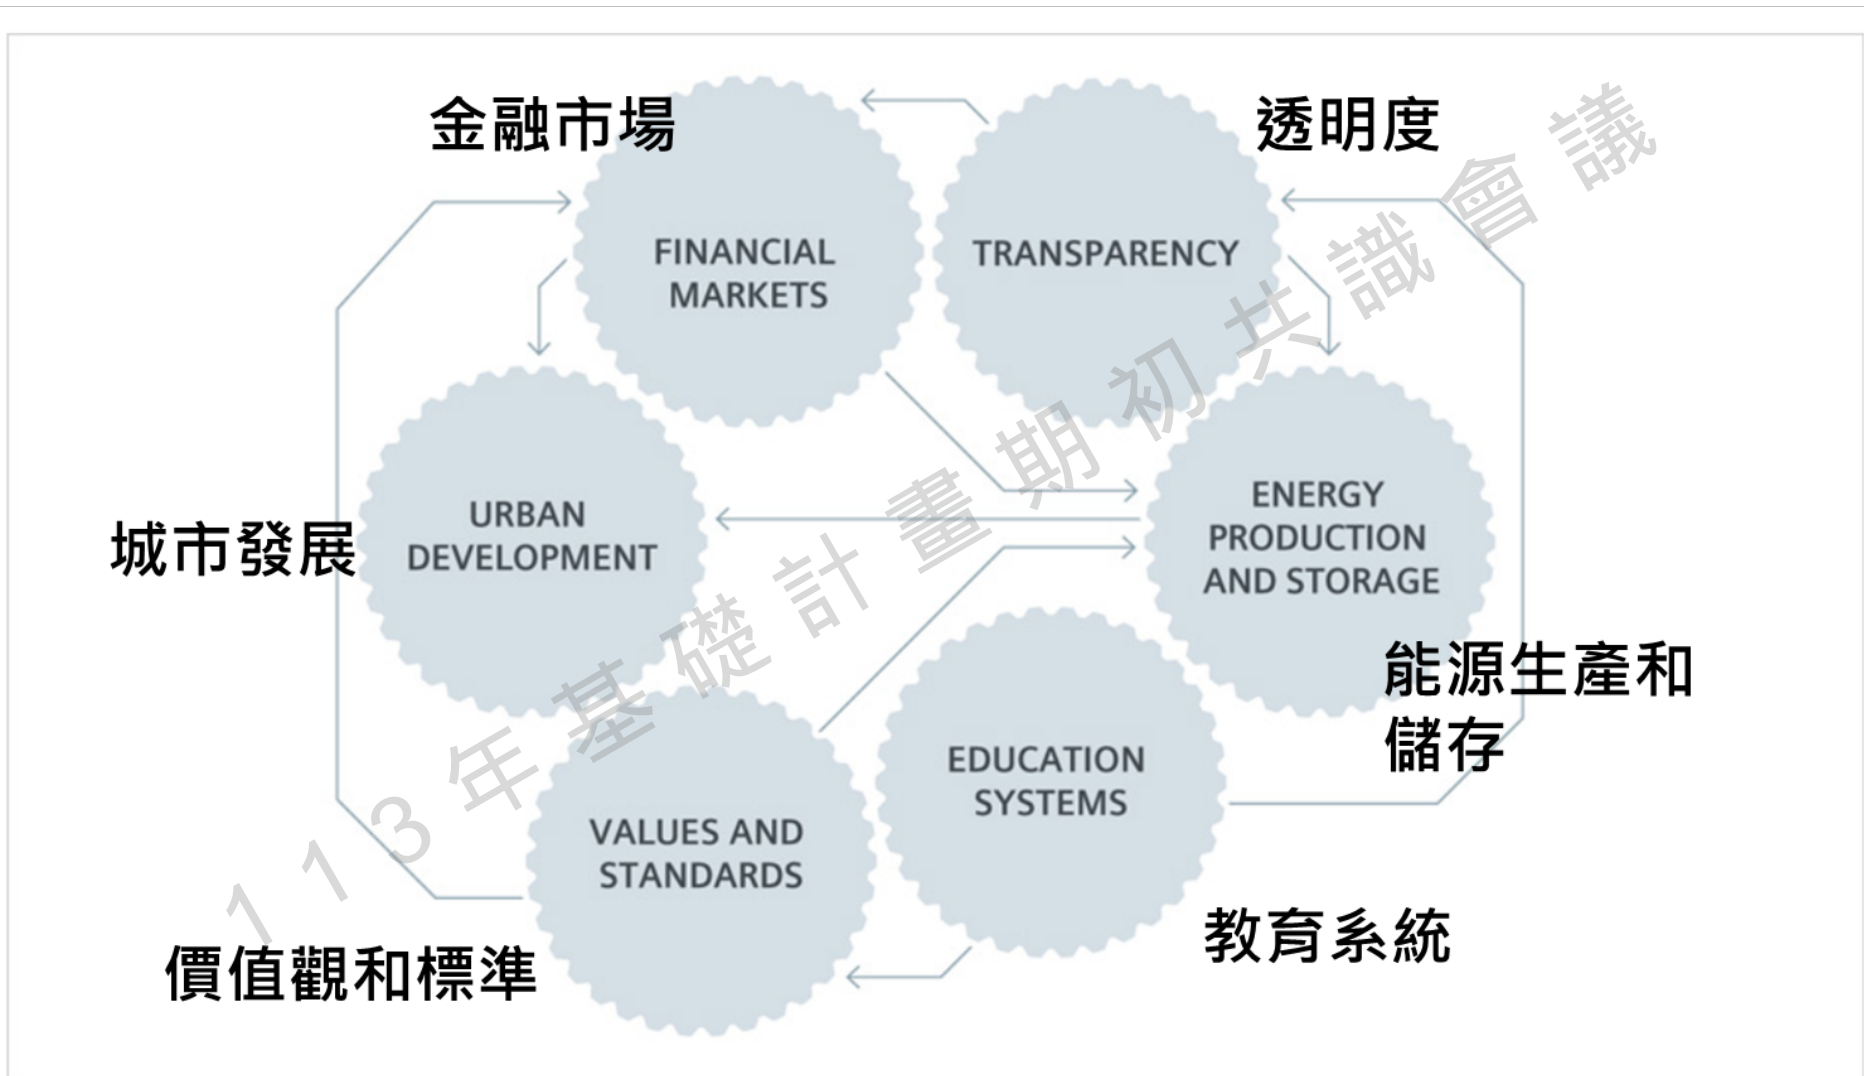 金融市場
透明度
FINANCIAL
MARKETS
TRANSPARENCY
城市發展
URBAN
DEVELOPMENT
ENERGY
PRODUCTION
AND STORAGE
能源生產和
儲存
VALUES AND
STANDARDS
EDUCATION
SYSTEMS
價值觀和標準
教育系統
113年基礎計畫期初共識會議